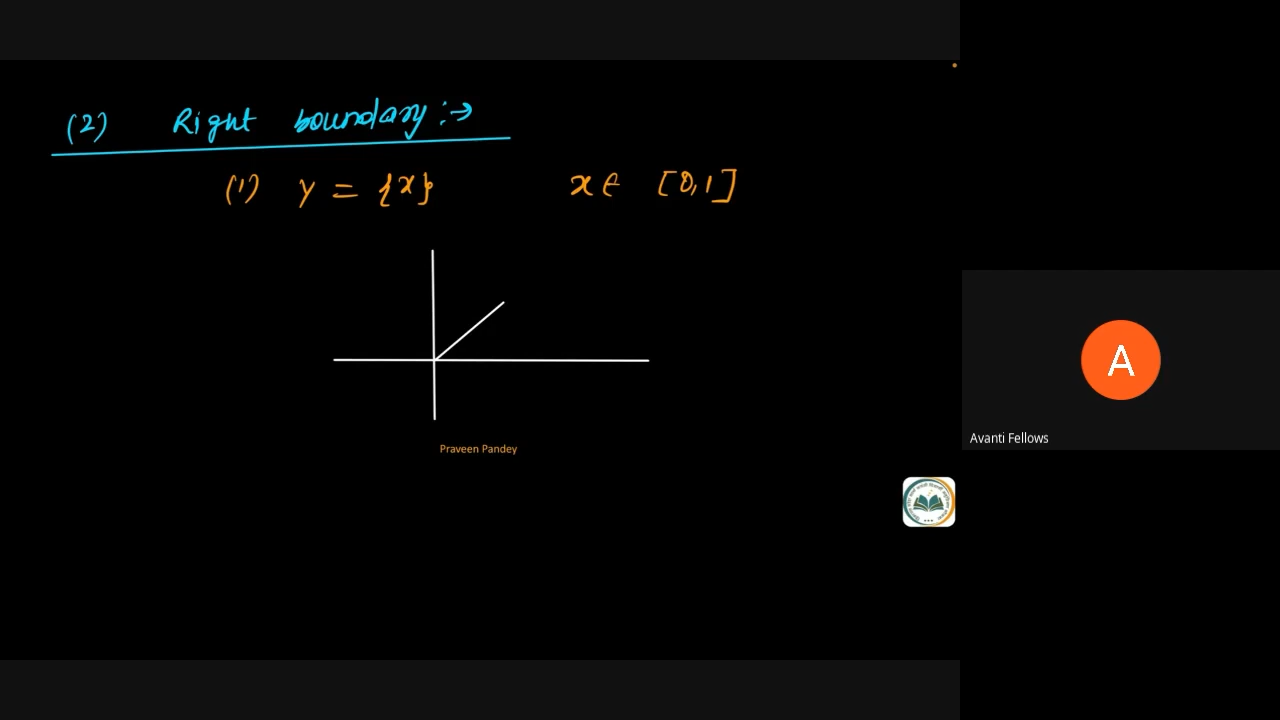 (2) Right boundary :→
(1) y = {x} x ∈ [0,1]
Praveen Pandey
A
Avanti Fellows